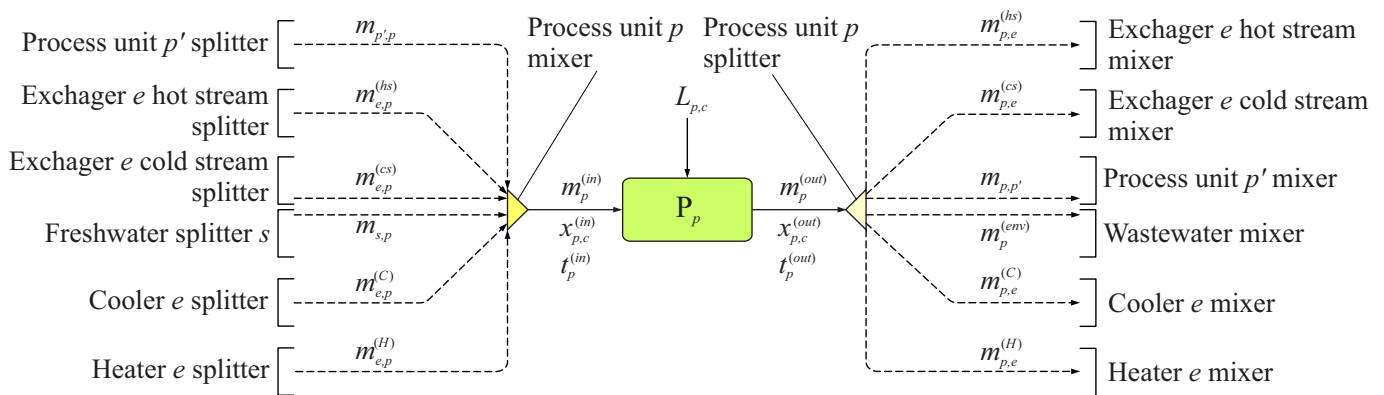 Process unit p′ splitter
m_{p′,p}
Exchager e hot stream
splitter
m_{e,p}^{(hs)}
Exchager e cold stream
splitter
m_{e,p}^{(cs)}
Freshwater splitter s
m_{s,p}
Cooler e splitter
m_{e,p}^{(C)}
Heater e splitter
m_{e,p}^{(H)}
Process unit p
mixer
m_p^{(in)}
x_{p,c}^{(in)}
t_p^{(in)}
L_{p,c}
P_p
Process unit p
splitter
m_p^{(out)}
x_{p,c}^{(out)}
t_p^{(out)}
m_{p,e}^{(hs)}
Exchager e hot stream
mixer
m_{p,e}^{(cs)}
Exchager e cold stream
mixer
m_{p,p′}
Process unit p′ mixer
m_p^{(env)}
Wastewater mixer
m_{p,e}^{(C)}
Cooler e mixer
m_{p,e}^{(H)}
Heater e mixer